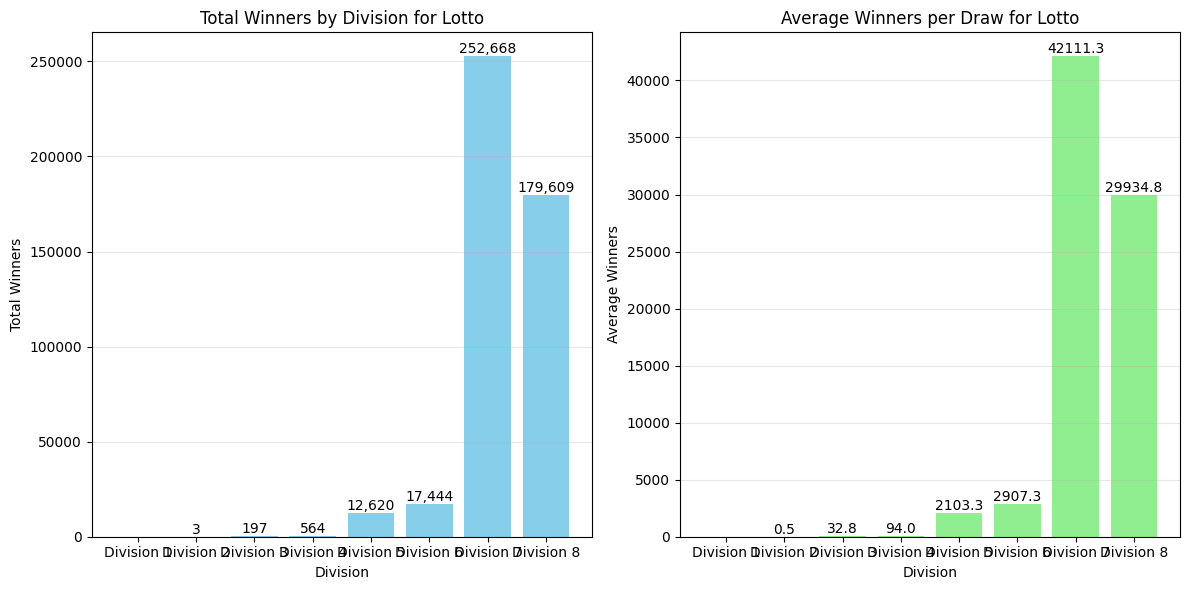 Total Winners by Division for Lotto
Total Winners
250000
200000
150000
100000
50000
0
3
197
564
12,620
17,444
252,668
179,609
Division 1
Division 2
Division 3
Division 4
Division 5
Division 6
Division 7
Division 8
Division
Average Winners per Draw for Lotto
Average Winners
40000
35000
30000
25000
20000
15000
10000
5000
0
0.5
32.8
94.0
2103.3
2907.3
42111.3
29934.8
Division 1
Division 2
Division 3
Division 4
Division 5
Division 6
Division 7
Division 8
Division